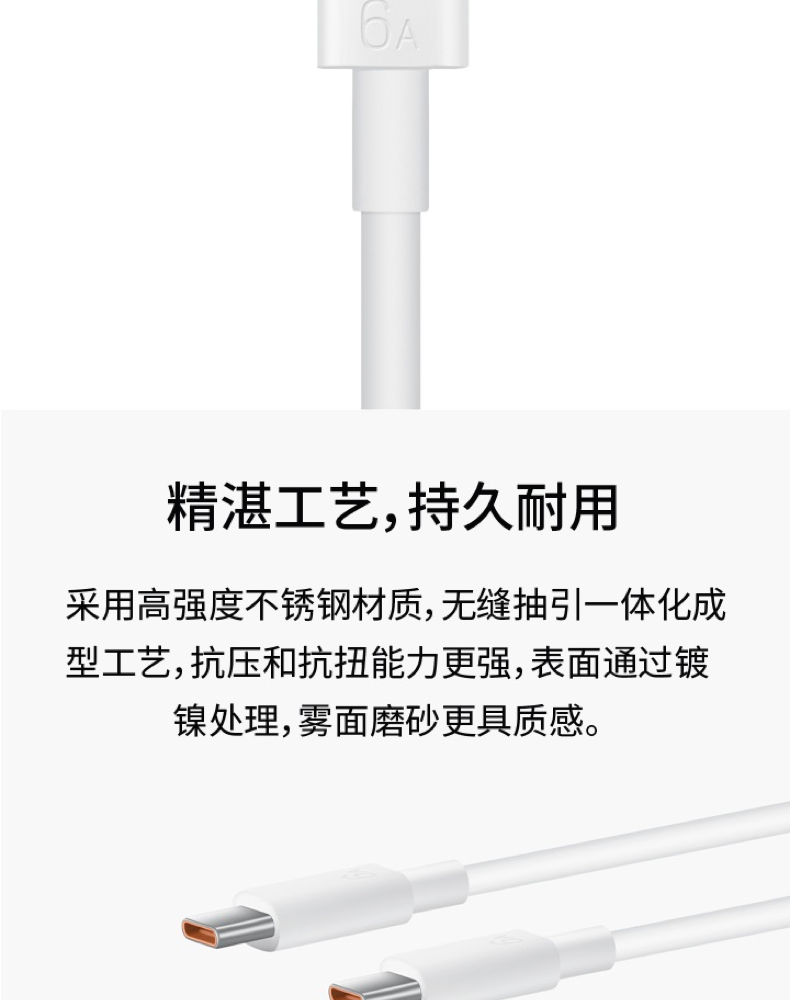 6A
精湛工艺，持久耐用
采用高强度不锈钢材质，无缝抽引一体化成
型工艺，抗压和抗扭能力更强，表面通过镀
镍处理，雾面磨砂更具质感。